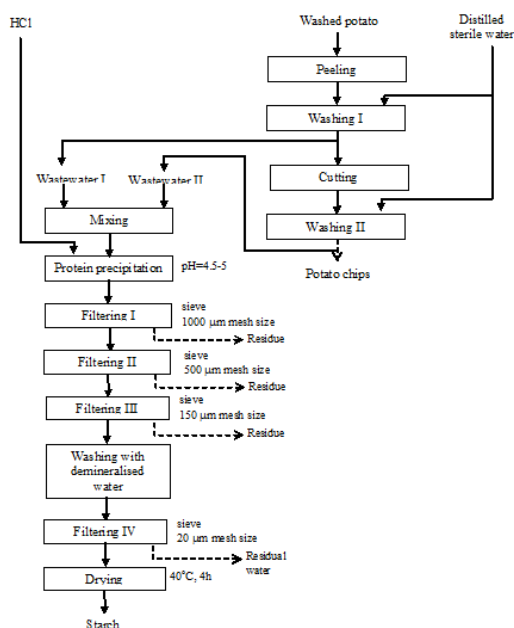 HC1
Washed potato
Distilled
sterile water
Peeling
Washing I
Wastewater I
Wastewater II
Cutting
Mixing
Washing II
Protein precipitation
pH=4.5-5
Potato chips
Filtering I
sieve
1000 µm mesh size
Residue
Filtering II
sieve
500 µm mesh size
Residue
Filtering III
sieve
150 µm mesh size
Residue
Washing with
demineralised
water
Filtering IV
sieve
20 µm mesh size
Residual
water
Drying
40°C, 4h
Starch